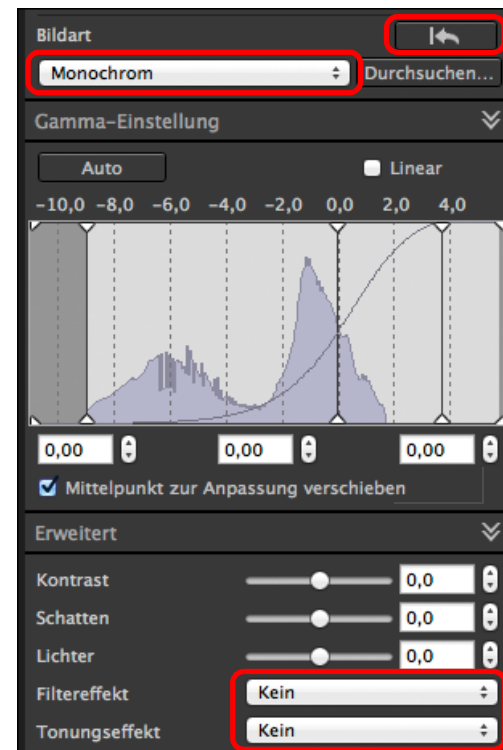 Bildart
Monochrom Durchsuchen...
Gamma-Einstellung
Auto Linear
-10,0 -8,0 -6,0 -4,0 -2,0 0,0 2,0 4,0
0,00 0,00 0,00
Mittelpunkt zur Anpassung verschieben
Erweitert
Kontrast 0,0
Schatten 0,0
Lichter 0,0
Filtereffekt Kein
Tonungseffekt Kein